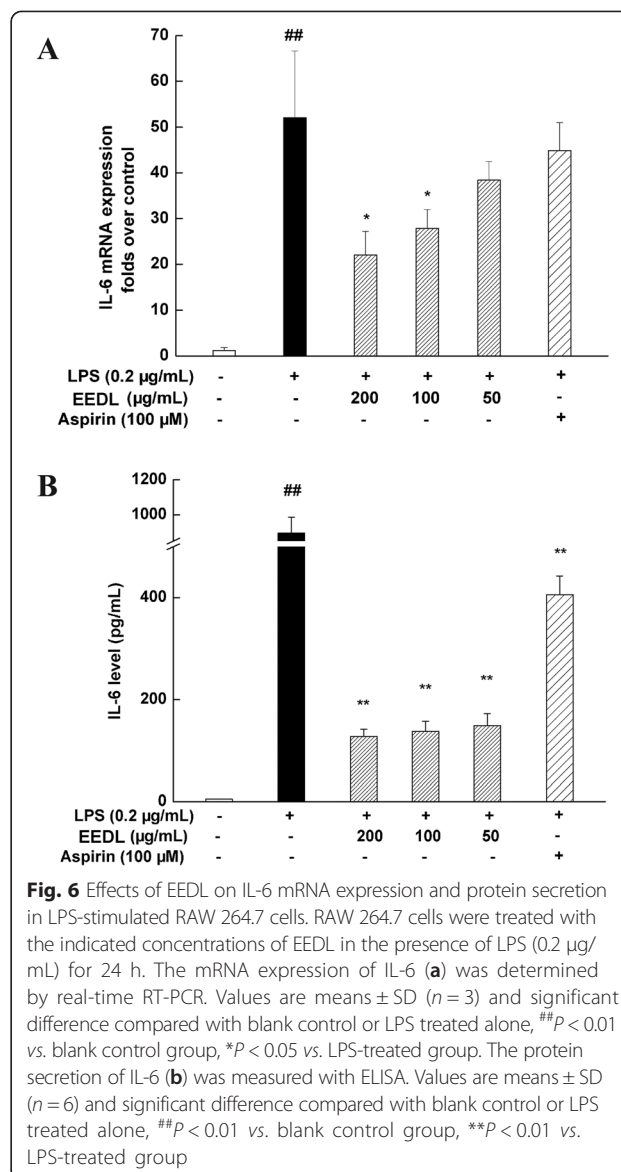 A
##
70
60
50
40
30
20
10
0
IL-6 mRNA expression
folds over control
*
*
LPS (0.2 µg/mL) - + + + + +
EEDL (µg/mL) - - 200 100 50 -
Aspirin (100 µM) - - - - - +
B
##
1200
1000
400
200
0
IL-6 level (pg/mL)
**
**
**
**
LPS (0.2 µg/mL) - + + + + +
EEDL (µg/mL) - - 200 100 50 -
Aspirin (100 µM) - - - - - +
Fig. 6 Effects of EEDL on IL-6 mRNA expression and protein secretion
in LPS-stimulated RAW 264.7 cells. RAW 264.7 cells were treated with
the indicated concentrations of EEDL in the presence of LPS (0.2 µg/
mL) for 24 h. The mRNA expression of IL-6 (a) was determined
by real-time RT-PCR. Values are means ± SD (n = 3) and significant
difference compared with blank control or LPS treated alone, ##P < 0.01
vs. blank control group, *P < 0.05 vs. LPS-treated group. The protein
secretion of IL-6 (b) was measured with ELISA. Values are means ± SD
(n = 6) and significant difference compared with blank control or LPS
treated alone, ##P < 0.01 vs. blank control group, **P < 0.01 vs.
LPS-treated group